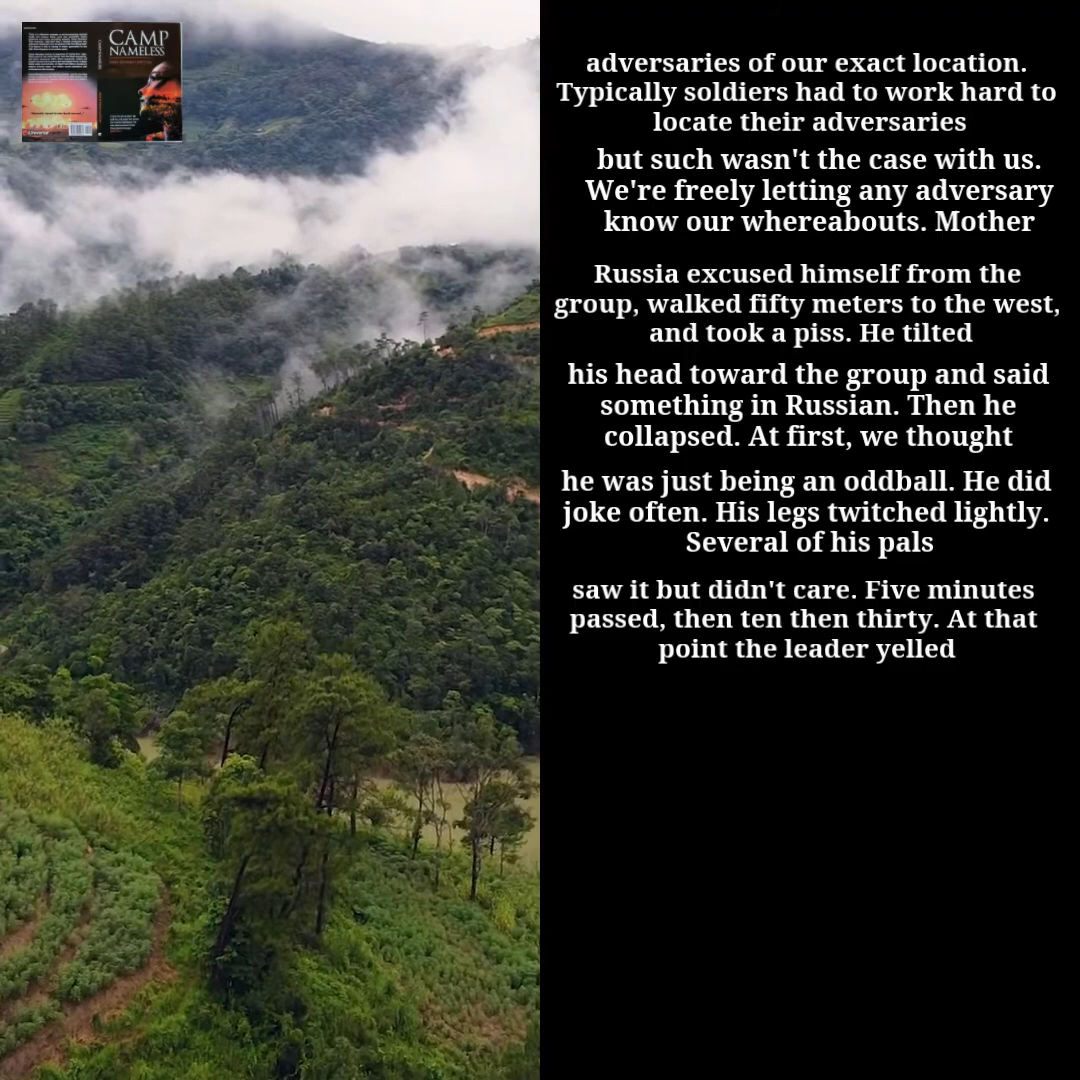 CAMP
NAMELESS
adversaries of our exact location.
Typically soldiers had to work hard to
locate their adversaries
but such wasn't the case with us.
We're freely letting any adversary
know our whereabouts. Mother
Russia excused himself from the
group, walked fifty meters to the west,
and took a piss. He tilted
his head toward the group and said
something in Russian. Then he
collapsed. At first, we thought
he was just being an oddball. He did
joke often. His legs twitched lightly.
Several of his pals
saw it but didn't care. Five minutes
passed, then ten then thirty. At that
point the leader yelled